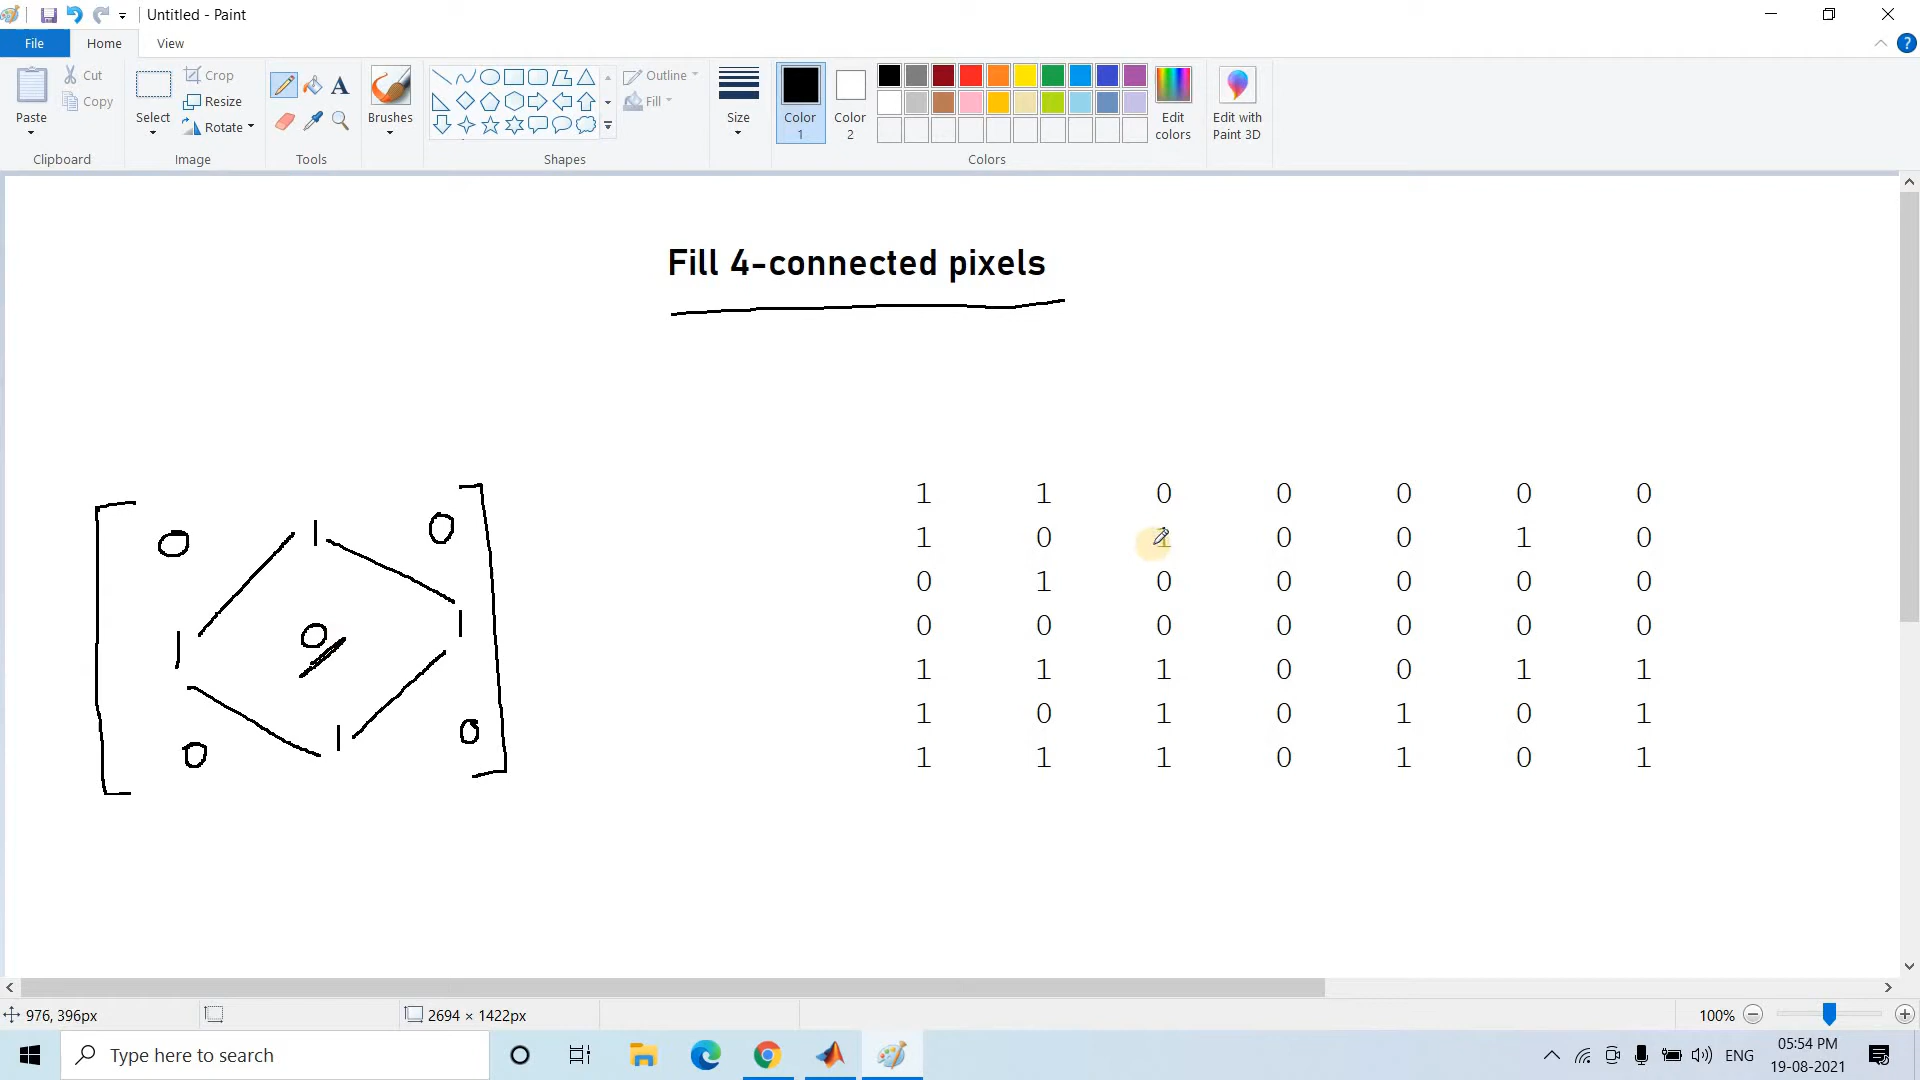 Untitled - Paint
File Home View
Paste
Cut
Copy
Clipboard
Select
Crop
Resize
Rotate
Image
Tools
Brushes
Outline
Fill
Shapes
Size
Color 1
Color 2
Edit colors
Edit with Paint 3D
Colors
Fill 4-connected pixels
0 1 0
1 0 1
0 1 0
1 1 0 0 0 0 0
1 0 1 0 0 1 0
0 1 0 0 0 0 0
0 0 0 0 0 0 0
1 1 1 0 0 1 1
1 0 1 0 1 0 1
1 1 1 0 1 0 1
976, 396px
2694 × 1422px
100%
Type here to search
ENG
05:54 PM
19-08-2021